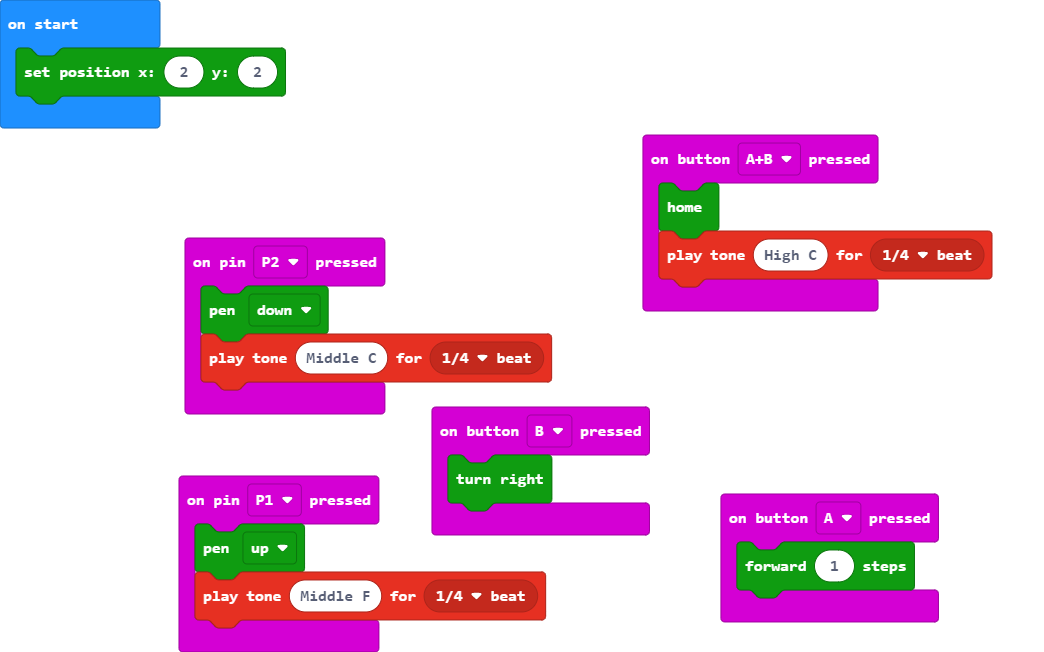 on start
set position x: 2 y: 2
on button A+B pressed
home
play tone High C for 1/4 beat
on pin P2 pressed
pen down
play tone Middle C for 1/4 beat
on button B pressed
turn right
on pin P1 pressed
pen up
play tone Middle F for 1/4 beat
on button A pressed
forward 1 steps